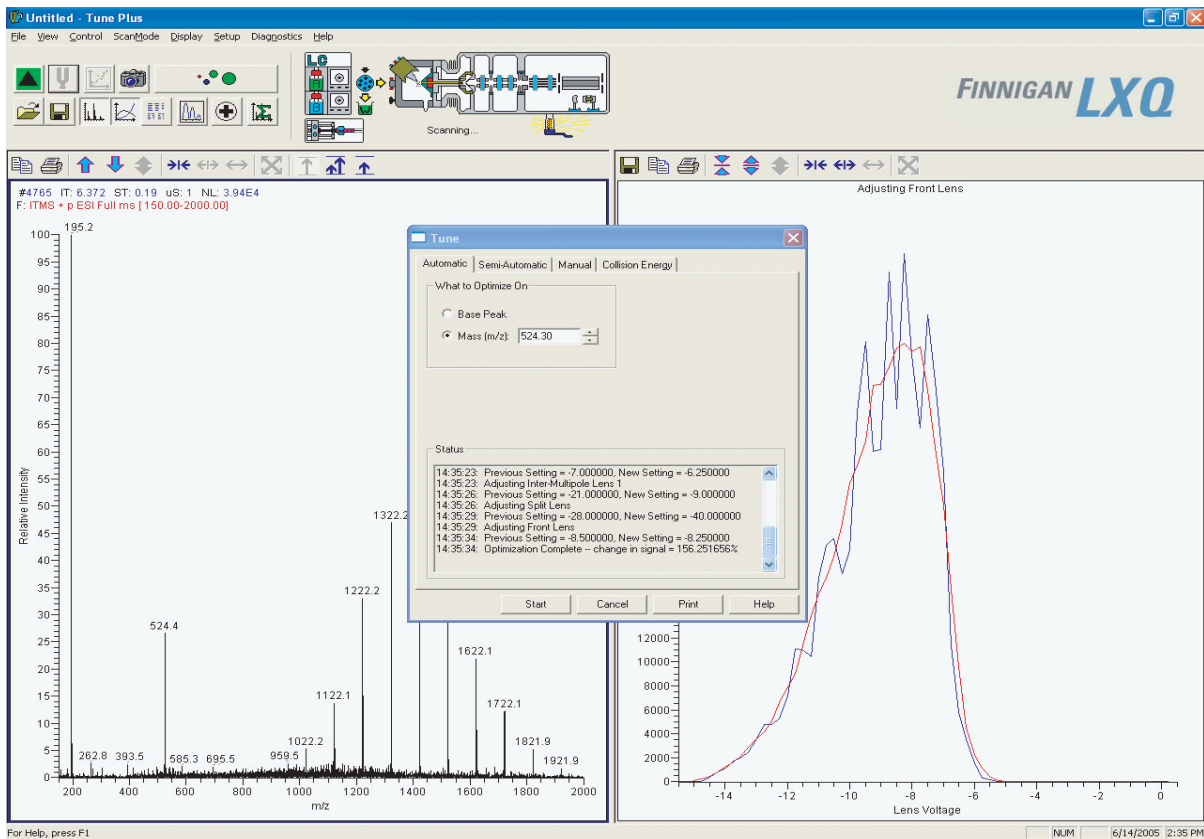 Untitled - Tune Plus
File View Control ScanMode Display Setup Diagnostics Help
LC
A
B
Scanning...
FINNIGAN LXQ
#4765 IT: 6.372 ST: 0.19 uS: 1 NL: 3.94E4
F: ITMS + p ESI Full ms [ 150.00-2000.00]
195.2
100
95
90
85
80
75
70
65
60
55
50
45
40
35
30
25
20
15
10
5
0
Relative Intensity
1322.2
1222.2
524.4
1622.1
1122.1
1722.1
1022.2
1821.9
262.8
393.5
585.3
695.5
959.5
1921.9
200 400 600 800 1000 1200 1400 1600 1800 2000
m/z
Tune
Automatic Semi-Automatic Manual Collision Energy
What to Optimize On
Base Peak
Mass (m/z): 524.30
Status
14:35:23: Previous Setting = -7.000000, New Setting = -6.250000
14:35:23: Adjusting Inter-Multipole Lens 1
14:35:26: Previous Setting = -21.000000, New Setting = -9.000000
14:35:26: Adjusting Split Lens
14:35:29: Previous Setting = -28.000000, New Setting = -40.000000
14:35:29: Adjusting Front Lens
14:35:34: Previous Setting = -8.500000, New Setting = -8.250000
14:35:34: Optimization Complete -- change in signal = 156.251656%
Start Cancel Print Help
Adjusting Front Lens
12000
10000
8000
6000
4000
2000
0
-14 -12 -10 -8 -6 -4 -2 0
Lens Voltage
For Help, press F1
NUM 6/14/2005 2:35 PM